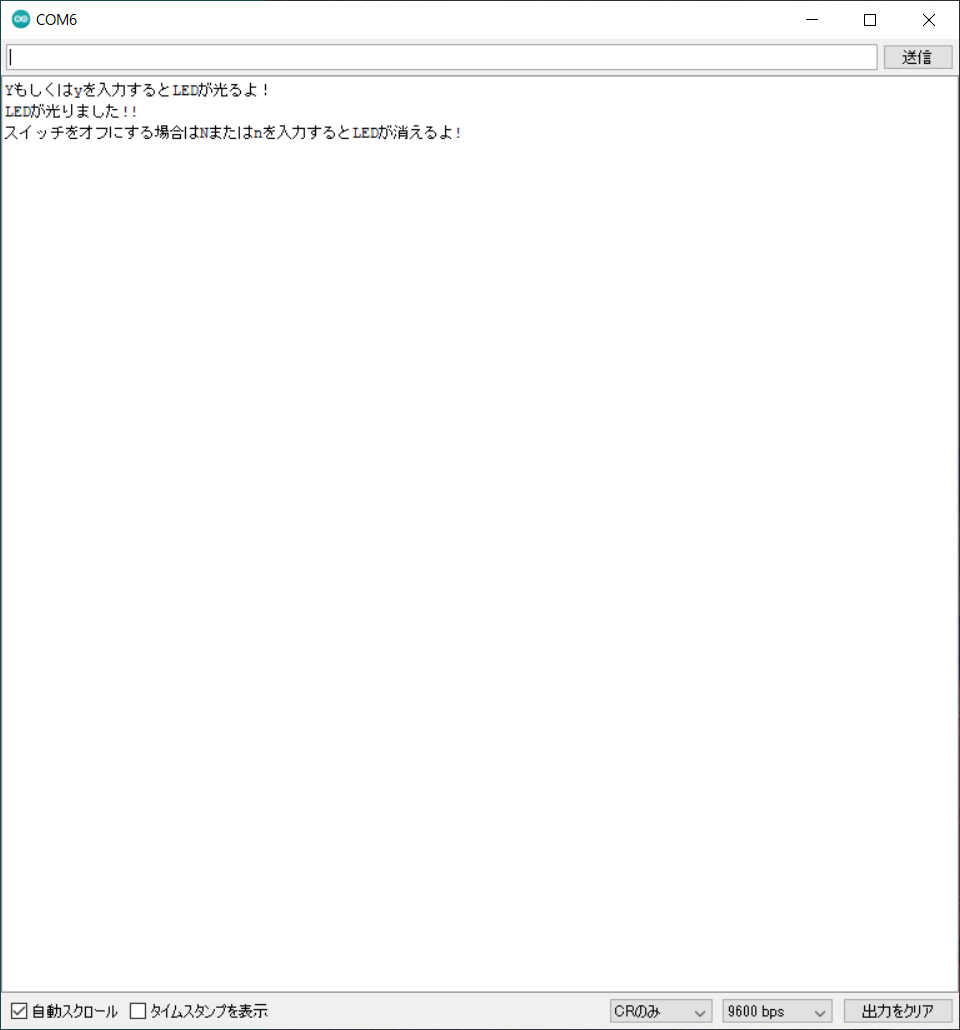 COM6
送信
Yもしくはyを入力するとLEDが光るよ！
LEDが光りました!!
スイッチをオフにする場合はNまたはnを入力するとLEDが消えるよ!
自動スクロール タイムスタンプを表示 CRのみ 9600 bps 出力をクリア